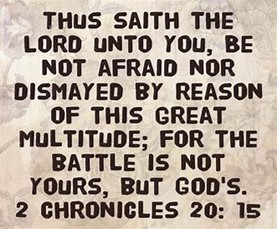 THUS SAITH THE
LORD UNTO YOU, BE
NOT AFRAID NOR
DISMAYED BY REASON
OF THIS GREAT
MULTITUDE; FOR THE
BATTLE IS NOT
YOURS, BUT GOD'S.
2 CHRONICLES 20: 15